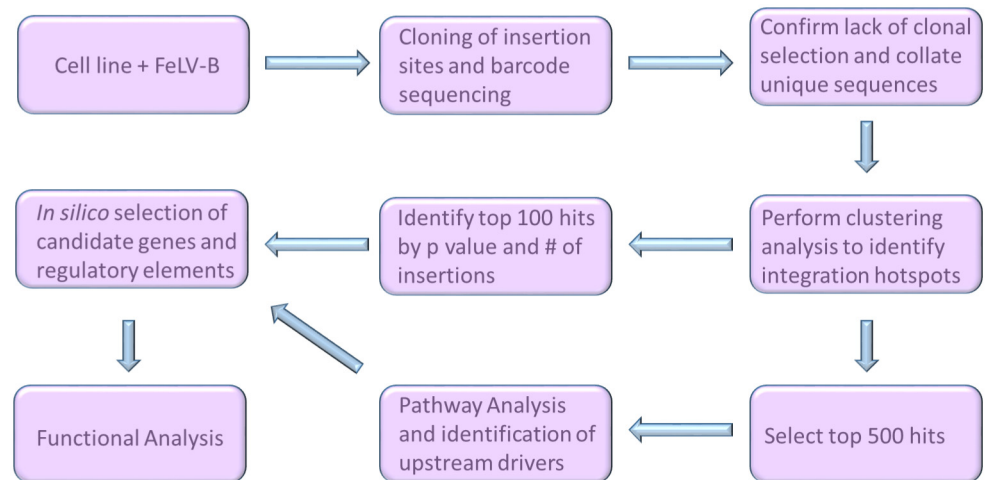 Cell line + FeLV-B
Cloning of insertion
sites and barcode
sequencing
Confirm lack of clonal
selection and collate
unique sequences
In silico selection of
candidate genes and
regulatory elements
Identify top 100 hits
by p value and # of
insertions
Perform clustering
analysis to identify
integration hotspots
Functional Analysis
Pathway Analysis
and identification of
upstream drivers
Select top 500 hits